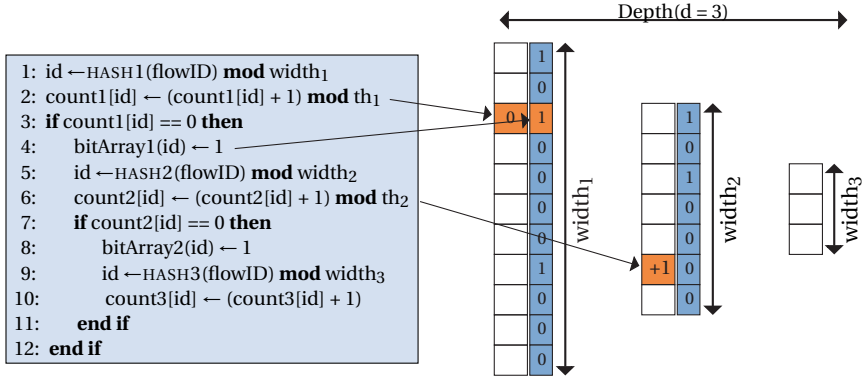 Depth(d = 3)
1: id ←HASH1(flowID) mod width1
2: count1[id] ← (count1[id] + 1) mod th1
3: if count1[id] == 0 then
4: bitArray1(id) ← 1
5: id ←HASH2(flowID) mod width2
6: count2[id] ← (count2[id] + 1) mod th2
7: if count2[id] == 0 then
8: bitArray2(id) ← 1
9: id ←HASH3(flowID) mod width3
10: count3[id] ← (count3[id] + 1)
11: end if
12: end if
1
0
0 1
0
0
0
0
1
0
0
0
width1
1
0
1
0
0
+1 0
0
width2
width3